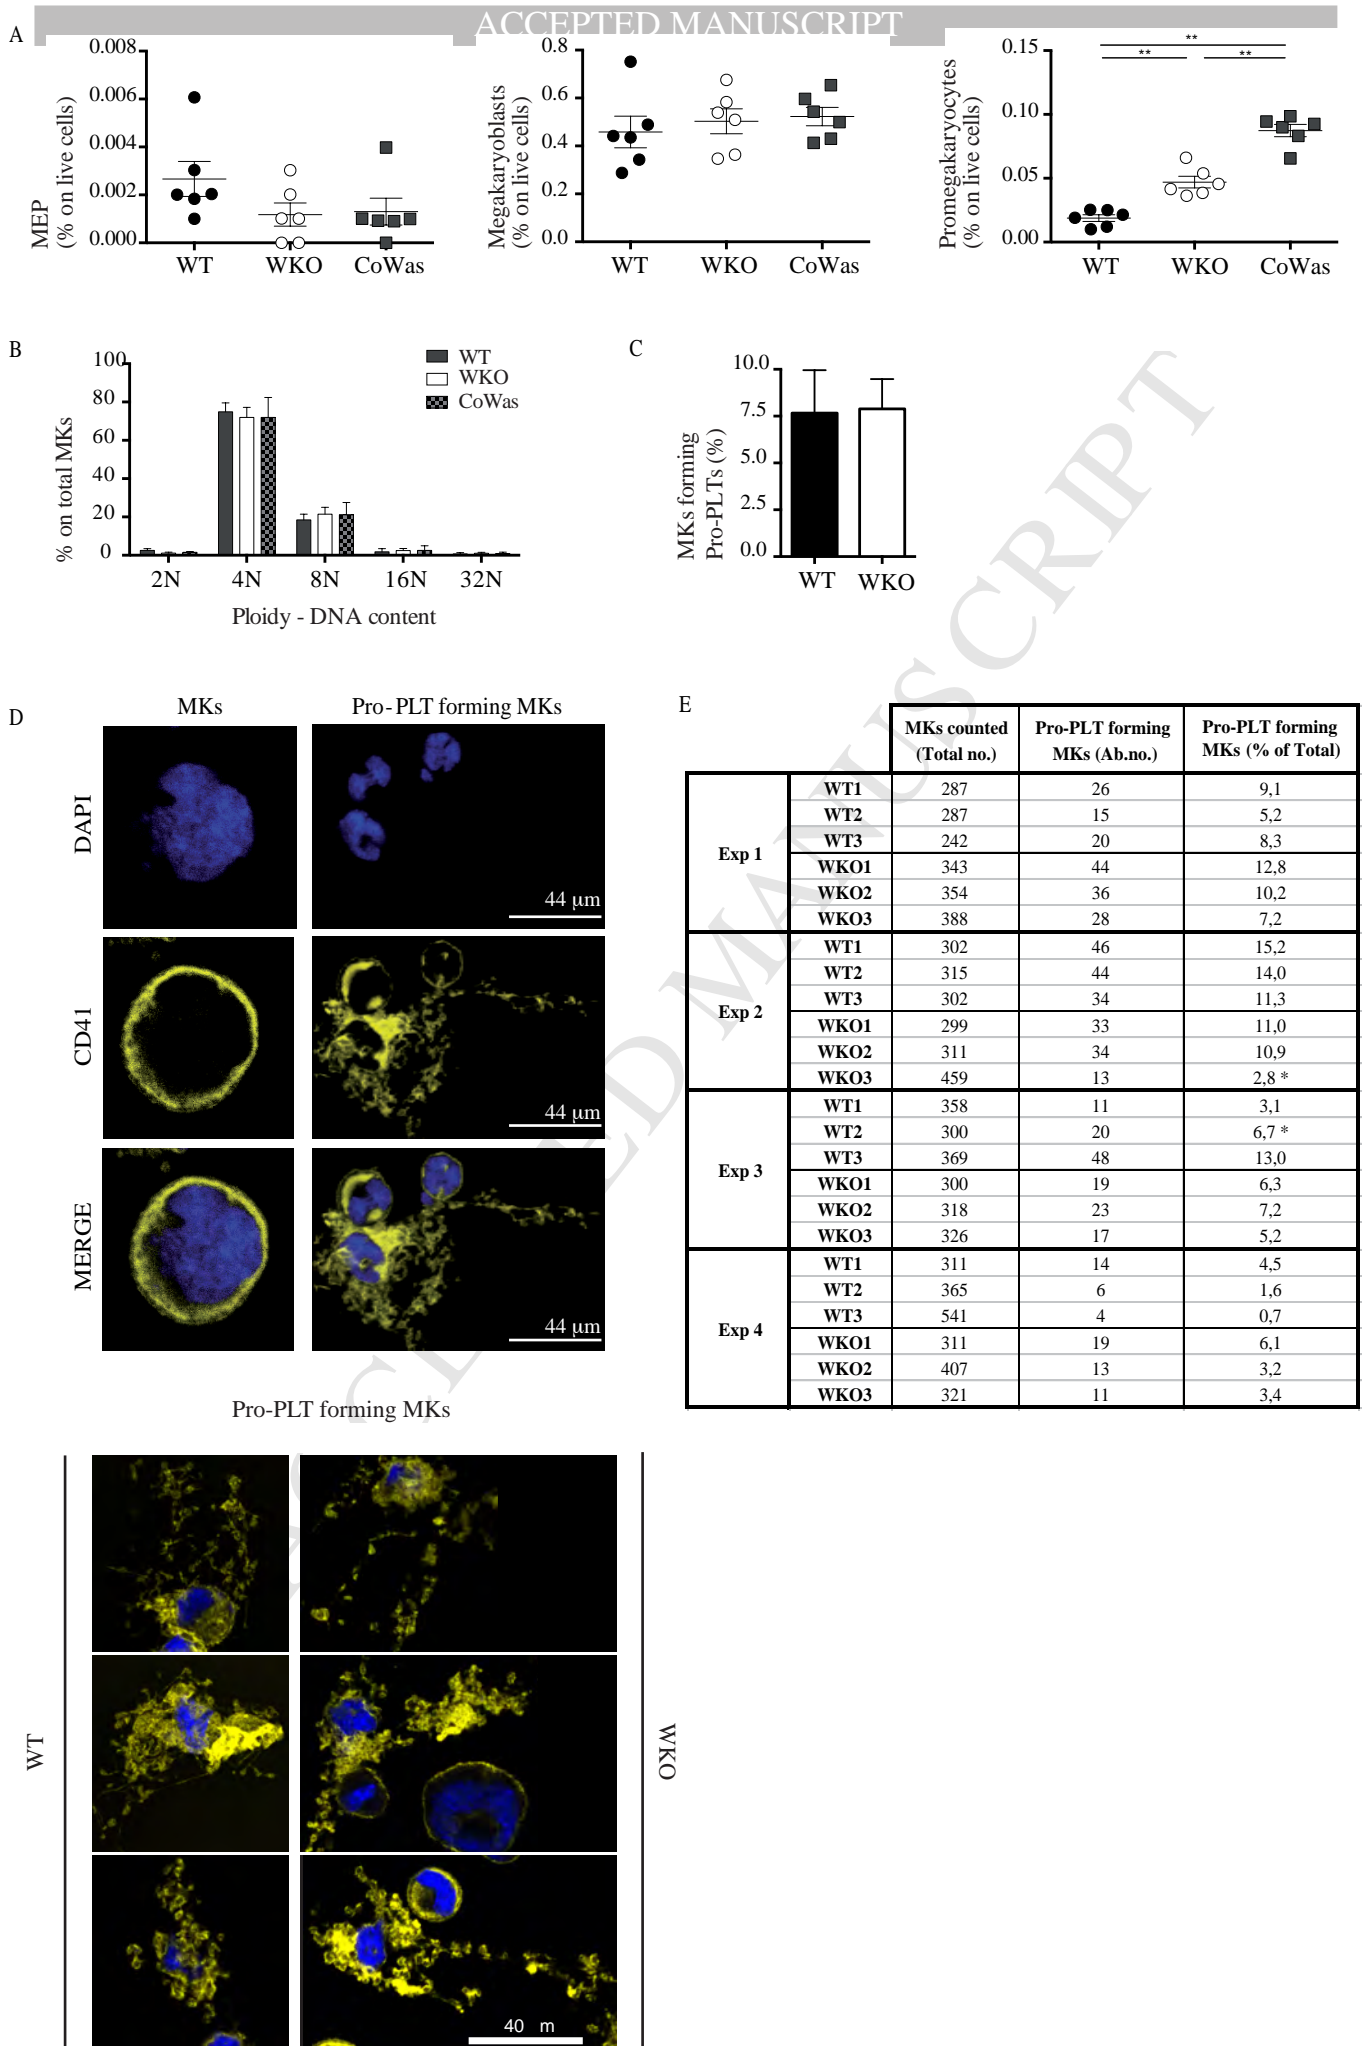 ACCEPTED MANUSCRIPT
A
MEP
(% on live cells)
0.008
0.006
0.004
0.002
0.000
WT
WKO
CoWas
Megakaryoblasts
(% on live cells)
0.8
0.6
0.4
0.2
0.0
WT
WKO
CoWas
Promegakaryocytes
(% on live cells)
0.15
0.10
0.05
0.00
**
**
**
WT
WKO
CoWas
B
% on total MKs
100
80
60
40
20
0
WT
WKO
CoWas
2N
4N
8N
16N
32N
Ploidy - DNA content
C
MKs forming
Pro-PLTs (%)
10.0
7.5
5.0
2.5
0.0
WT
WKO
D
MKs
Pro-PLT forming MKs
DAPI
44 µm
CD41
44 µm
MERGE
44 µm
Pro-PLT forming MKs
WT
WKO
40 m
E
MKs counted (Total no.) Pro-PLT forming MKs (Ab.no.) Pro-PLT forming MKs (% of Total)
Exp 1
WT1 287 26 9,1
WT2 287 15 5,2
WT3 242 20 8,3
WKO1 343 44 12,8
WKO2 354 36 10,2
WKO3 388 28 7,2
Exp 2
WT1 302 46 15,2
WT2 315 44 14,0
WT3 302 34 11,3
WKO1 299 33 11,0
WKO2 311 34 10,9
WKO3 459 13 2,8 *
Exp 3
WT1 358 11 3,1
WT2 300 20 6,7 *
WT3 369 48 13,0
WKO1 300 19 6,3
WKO2 318 23 7,2
WKO3 326 17 5,2
Exp 4
WT1 311 14 4,5
WT2 365 6 1,6
WT3 541 4 0,7
WKO1 311 19 6,1
WKO2 407 13 3,2
WKO3 321 11 3,4
ACCEPTED MANUSCRIPT